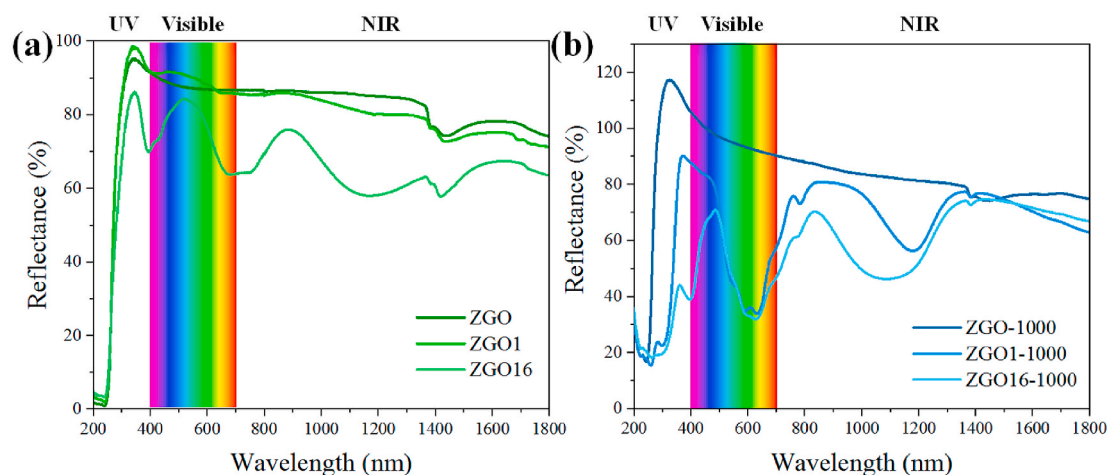 UV Visible NIR
(a)
100
80
60
40
20
0
Reflectance (%)
ZGO
ZGO1
ZGO16
200 400 600 800 1000 1200 1400 1600 1800
Wavelength (nm)
UV Visible NIR
(b)
120
100
80
60
40
20
0
Reflectance (%)
ZGO-1000
ZGO1-1000
ZGO16-1000
200 400 600 800 1000 1200 1400 1600 1800
Wavelength (nm)